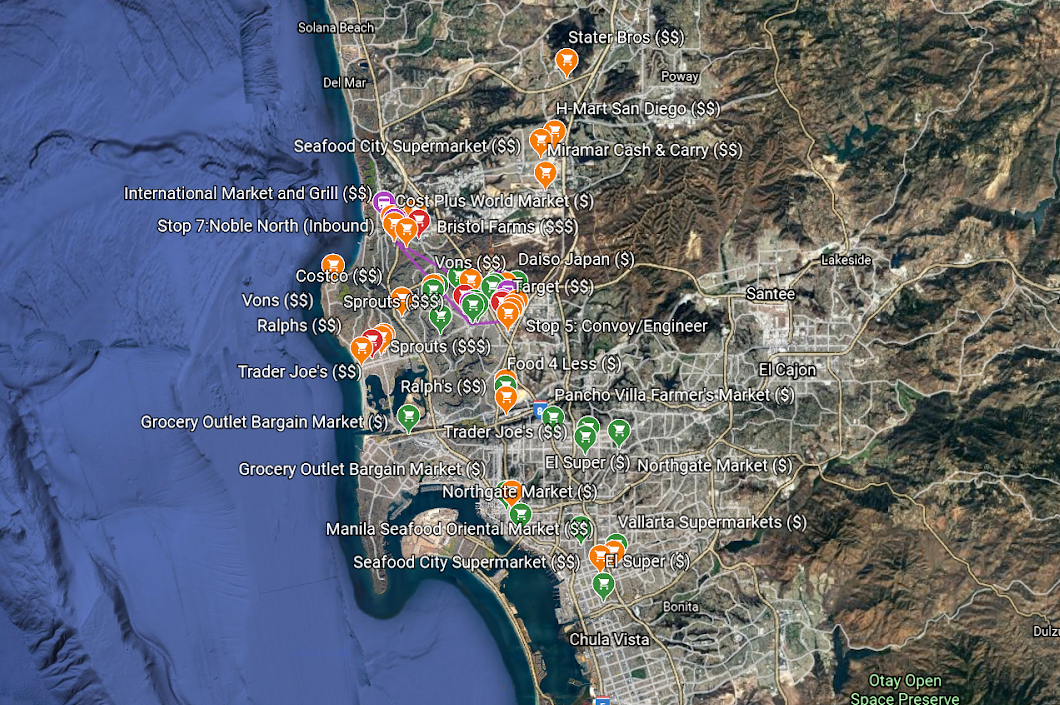 Solana Beach
Stater Bros ($$)
Poway
Del Mar
H-Mart San Diego ($$)
Seafood City Supermarket ($$)
Miramar Cash & Carry ($$)
International Market and Grill ($$)
Cost Plus World Market ($)
Stop 7:Noble North (Inbound)
Bristol Farms ($$$)
Vons ($$)
Daiso Japan ($)
Lakeside
Costco ($$)
Target ($$)
Santee
Vons ($$)
Sprouts ($$$)
Ralphs ($$)
Stop 5: Convoy/Engineer
Sprouts ($$$)
Food 4 Less ($)
El Cajon
Trader Joe's ($$)
Ralph's ($$)
Pancho Villa Farmer's Market ($)
8
Grocery Outlet Bargain Market ($)
Trader Joe's ($$)
El Super ($)
Northgate Market ($)
Grocery Outlet Bargain Market ($)
Northgate Market ($)
Manila Seafood Oriental Market ($$)
Vallarta Supermarkets ($)
Seafood City Supermarket ($$)
El Super ($)
Bonita
Dulzu
Chula Vista
Otay Open
Space Preserve